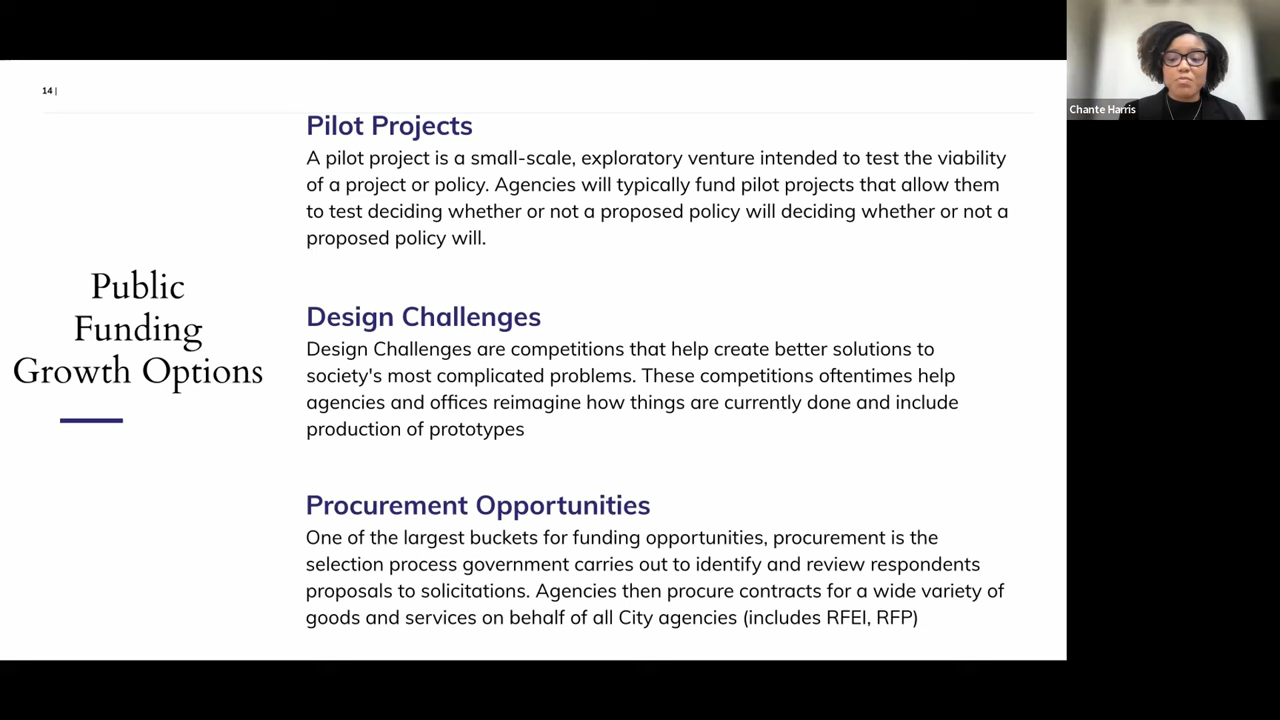 14 |
Public
Funding
Growth Options
Pilot Projects
A pilot project is a small-scale, exploratory venture intended to test the viability
of a project or policy. Agencies will typically fund pilot projects that allow them
to test deciding whether or not a proposed policy will deciding whether or not a
proposed policy will.
Design Challenges
Design Challenges are competitions that help create better solutions to
society's most complicated problems. These competitions oftentimes help
agencies and offices reimagine how things are currently done and include
production of prototypes
Procurement Opportunities
One of the largest buckets for funding opportunities, procurement is the
selection process government carries out to identify and review respondents
proposals to solicitations. Agencies then procure contracts for a wide variety of
goods and services on behalf of all City agencies (includes RFEI, RFP)
Chante Harris